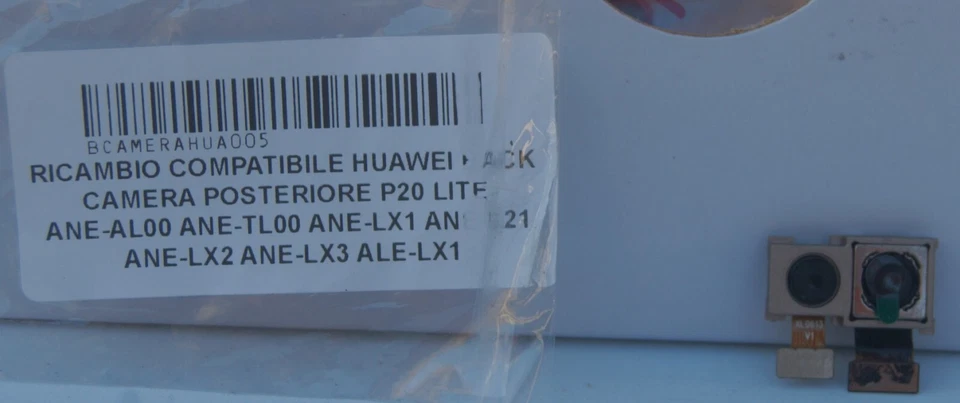 BCAMERAHUA005
RICAMBIO COMPATIBILE HUAWEI
CAMERA POSTERIORE P20 LITE
ANE-AL00 ANE-TL00 ANE-LX1
ANE-LX2 ANE-LX3 ALE-LX1